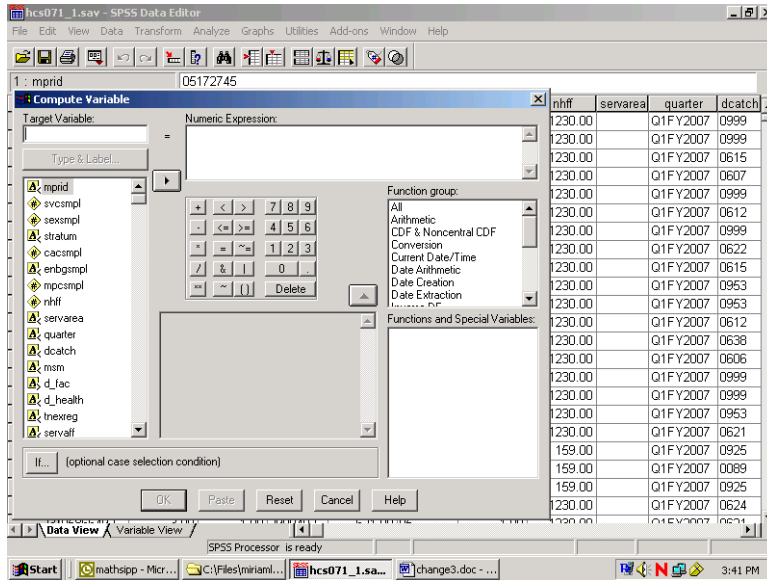 hcs071_1.sav - SPSS Data Editor
File Edit View Data Transform Analyze Graphs Utilities Add-ons Window Help
1 : mprid 05172745
Compute Variable
Target Variable:
=
Numeric Expression:
Type & Label...
mprid
svcsmpl
sexsmpl
stratum
cacsmpl
enbgsmpl
mpcsmpl
nhff
servarea
quarter
dcatch
msm
d_fac
d_health
tnexreg
servaff
+ < > 7 8 9
- <= >= 4 5 6
* = ~= 1 2 3
/ & | 0 .
** ~ () Delete
Function group:
All
Arithmetic
CDF & Noncentral CDF
Conversion
Current Date/Time
Date Arithmetic
Date Creation
Date Extraction
Inverse DF
Functions and Special Variables:
If... (optional case selection condition)
OK Paste Reset Cancel Help
nhff servarea quarter dcatch
1230.00 Q1FY2007 0999
1230.00 Q1FY2007 0999
1230.00 Q1FY2007 0615
1230.00 Q1FY2007 0607
1230.00 Q1FY2007 0999
1230.00 Q1FY2007 0612
1230.00 Q1FY2007 0999
1230.00 Q1FY2007 0622
1230.00 Q1FY2007 0615
1230.00 Q1FY2007 0953
1230.00 Q1FY2007 0953
1230.00 Q1FY2007 0612
1230.00 Q1FY2007 0638
1230.00 Q1FY2007 0606
1230.00 Q1FY2007 0999
1230.00 Q1FY2007 0999
1230.00 Q1FY2007 0953
1230.00 Q1FY2007 0621
159.00 Q1FY2007 0925
159.00 Q1FY2007 0089
159.00 Q1FY2007 0925
1230.00 Q1FY2007 0624
1230.00 Q1FY2007 0621
Data View Variable View
SPSS Processor is ready
Start mathsipp - Micr... C:\Files\miriaml... hcs071_1.sa... change3.doc - ... 3:41 PM